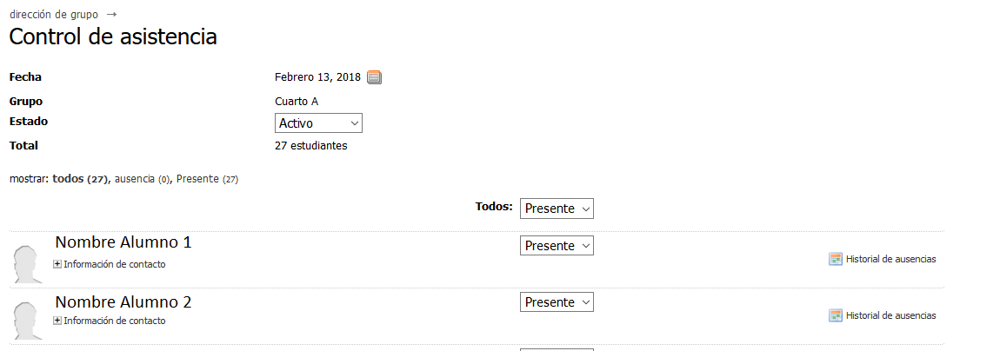 dirección de grupo →
Control de asistencia
Fecha Febrero 13, 2018
Grupo Cuarto A
Estado Activo
Total 27 estudiantes
mostrar: todos (27), ausencia (0), Presente (27)
Todos: Presente
Nombre Alumno 1 Presente
Información de contacto Historial de ausencias
Nombre Alumno 2 Presente
Información de contacto Historial de ausencias